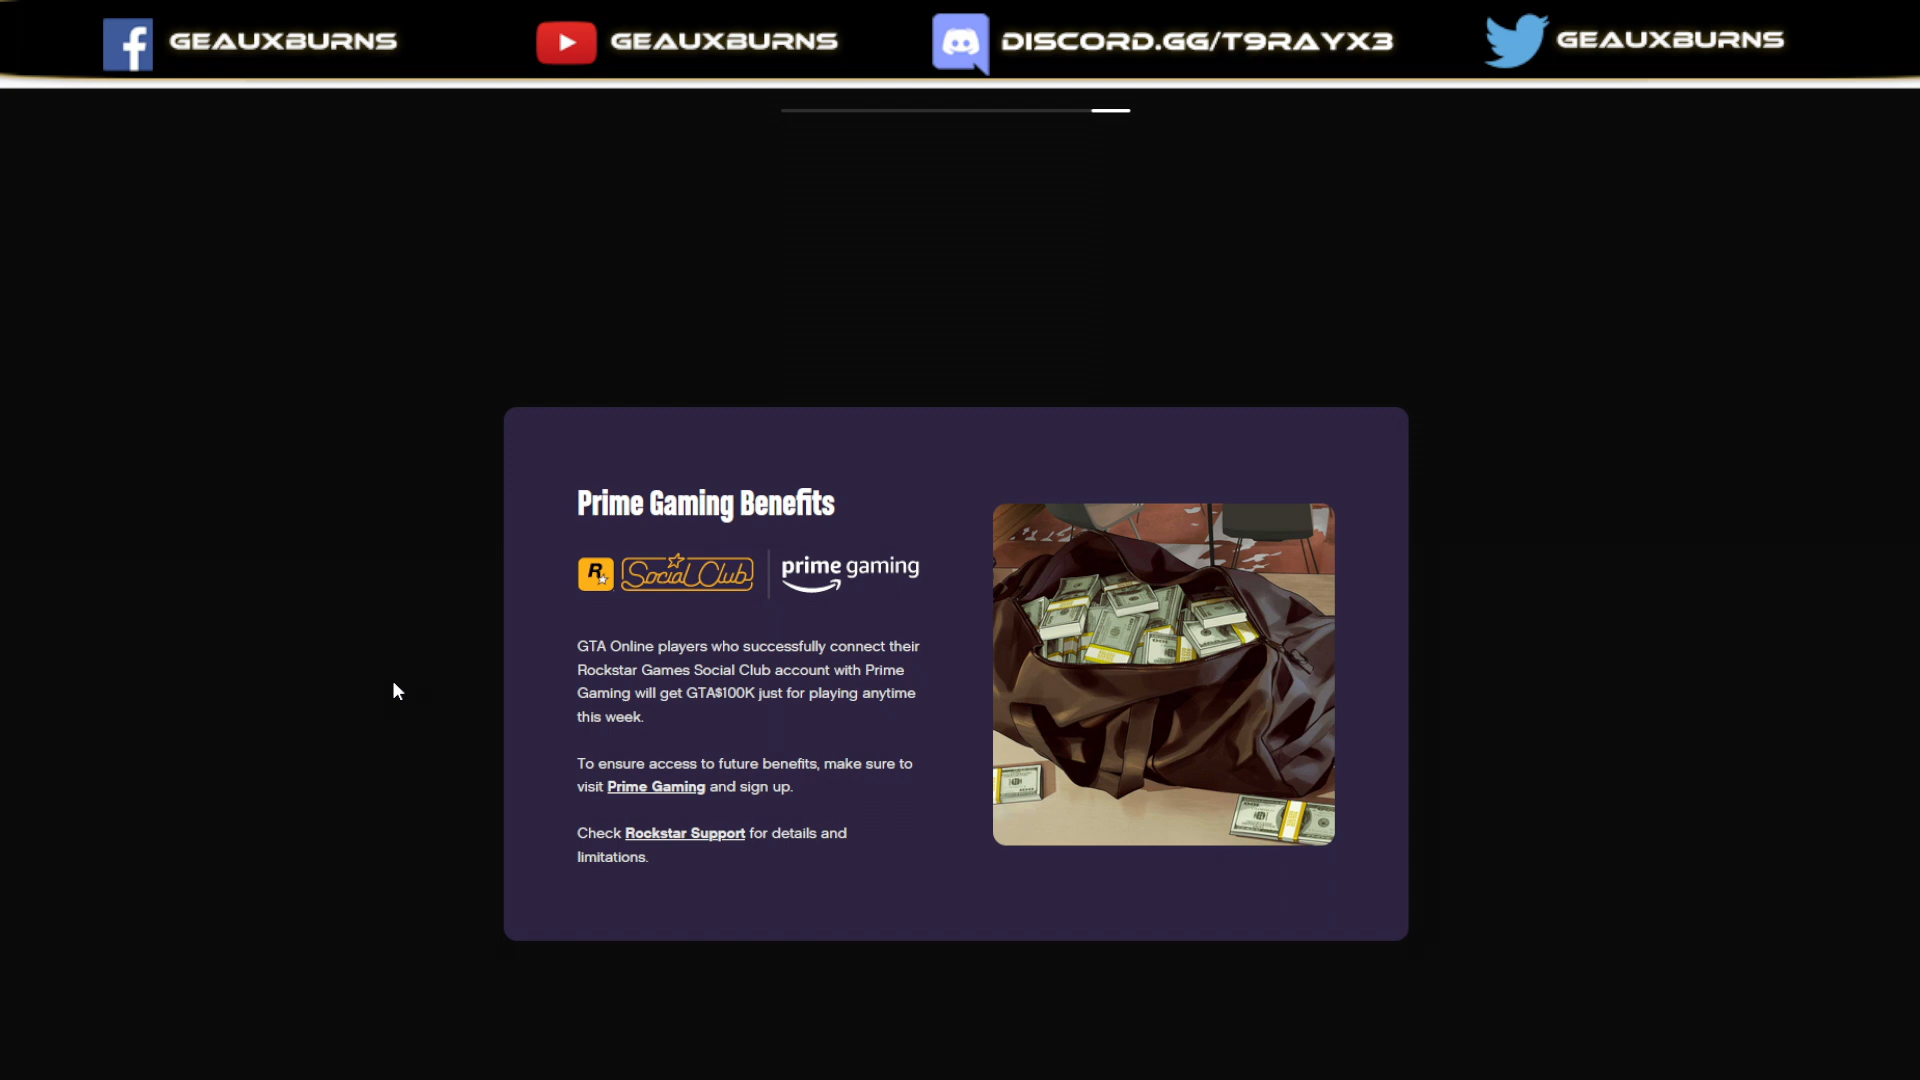 GEAUXBURNS
GEAUXBURNS
DISCORD.GG/T9RAYX3
GEAUXBURNS
Prime Gaming Benefits
R Social Club
prime gaming
GTA Online players who successfully connect their
Rockstar Games Social Club account with Prime
Gaming will get GTA$100K just for playing anytime
this week.
To ensure access to future benefits, make sure to
visit Prime Gaming and sign up.
Check Rockstar Support for details and
limitations.